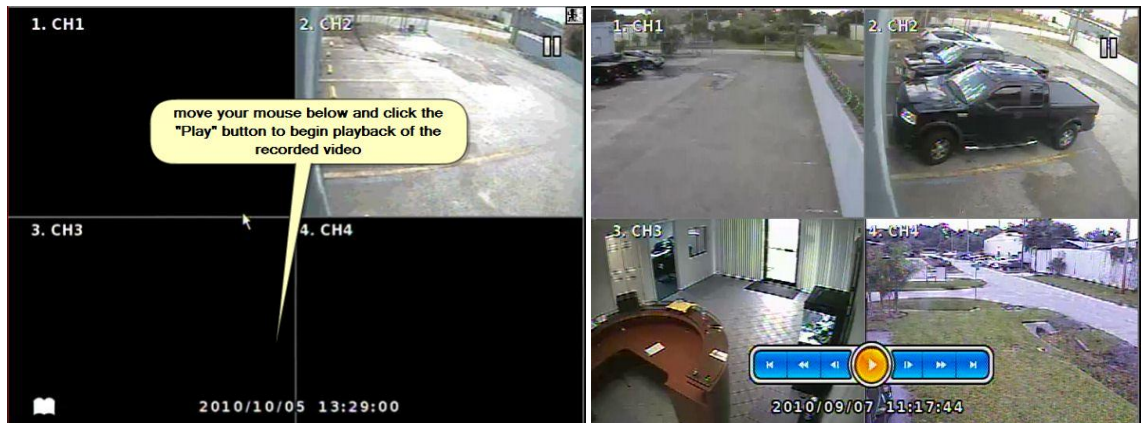 1. CH1
2. CH2
move your mouse below and click the
"Play" button to begin playback of the
recorded video
3. CH3
4. CH4
2010/10/05 13:29:00
1. CH1
2. CH2
3. CH3
4. CH4
2010/09/07 11:17:44